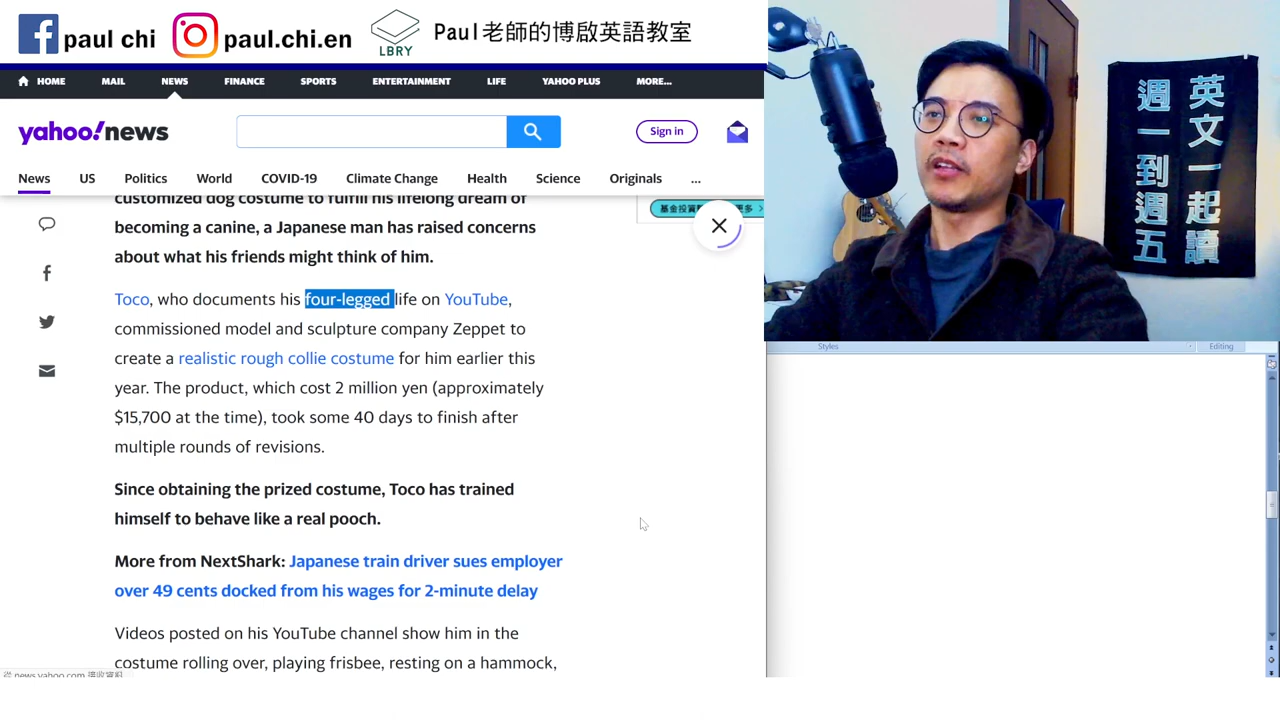 paul chi
paul.chi.en
LBRY
Paul老師的博啟英語教室
HOME MAIL NEWS FINANCE SPORTS ENTERTAINMENT LIFE YAHOO PLUS MORE...
yahoo!news
Sign in
News US Politics World COVID-19 Climate Change Health Science Originals ...
customized dog costume to fulfill his lifelong dream of
becoming a canine, a Japanese man has raised concerns
about what his friends might think of him.
Toco, who documents his four-legged life on YouTube,
commissioned model and sculpture company Zeppet to
create a realistic rough collie costume for him earlier this
year. The product, which cost 2 million yen (approximately
$15,700 at the time), took some 40 days to finish after
multiple rounds of revisions.
Since obtaining the prized costume, Toco has trained
himself to behave like a real pooch.
More from NextShark: Japanese train driver sues employer
over 49 cents docked from his wages for 2-minute delay
Videos posted on his YouTube channel show him in the
costume rolling over, playing frisbee, resting on a hammock,
基金投資
更多 >
英文一起讀
週一到週五
Styles
Editing